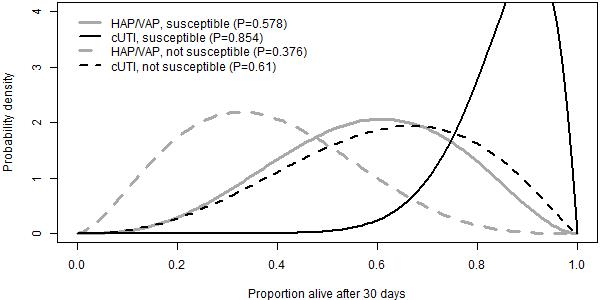 HAP/VAP, susceptible (P=0.578)
cUTI, susceptible (P=0.854)
HAP/VAP, not susceptible (P=0.376)
cUTI, not susceptible (P=0.61)
Probability density
4
3
2
1
0
0.0 0.2 0.4 0.6 0.8 1.0
Proportion alive after 30 days